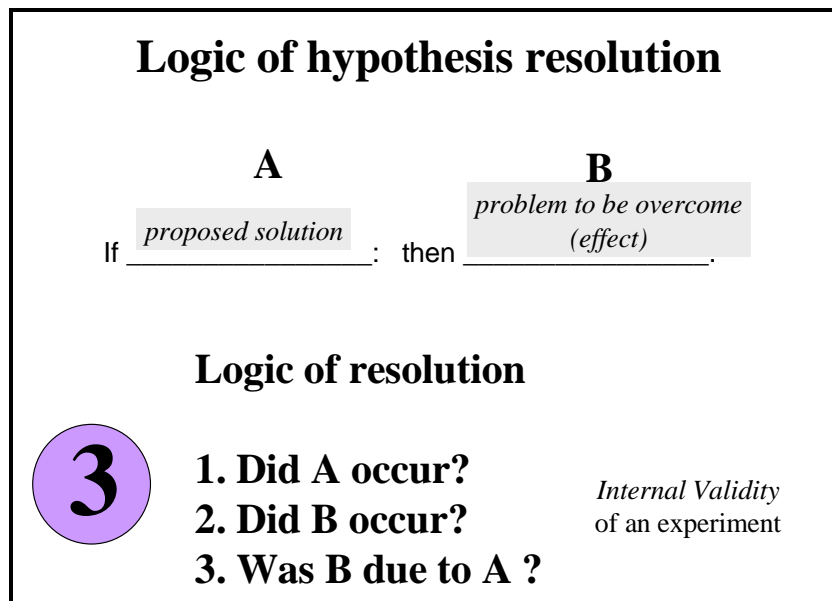 Logic of hypothesis resolution
A
B
proposed solution
problem to be overcome
(effect)
If ________________: then ________________.
Logic of resolution
3
1. Did A occur?
2. Did B occur?
3. Was B due to A ?
Internal Validity
of an experiment